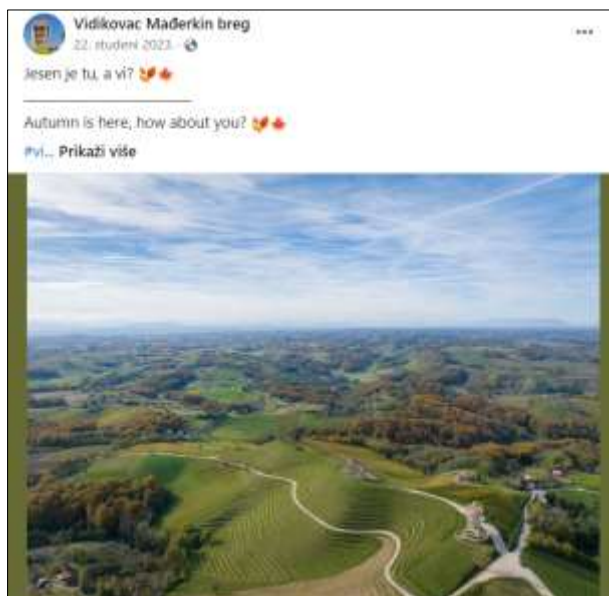 Vidikovac Mađerkin breg
22. studeni 2023. ·
Jesen je tu, a vi? 🍂🍁
Autumn is here, how about you? 🍂🍁
#vi... Prikaži više